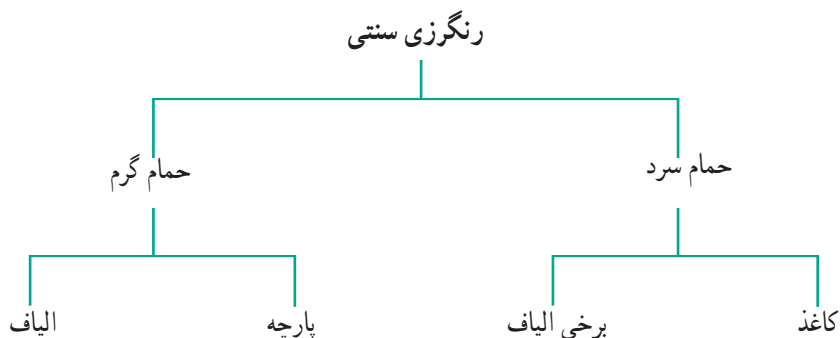 رنگرزی سنتی
حمام سرد
حمام گرم
کاغذ
برخی الیاف
پارچه
الیاف